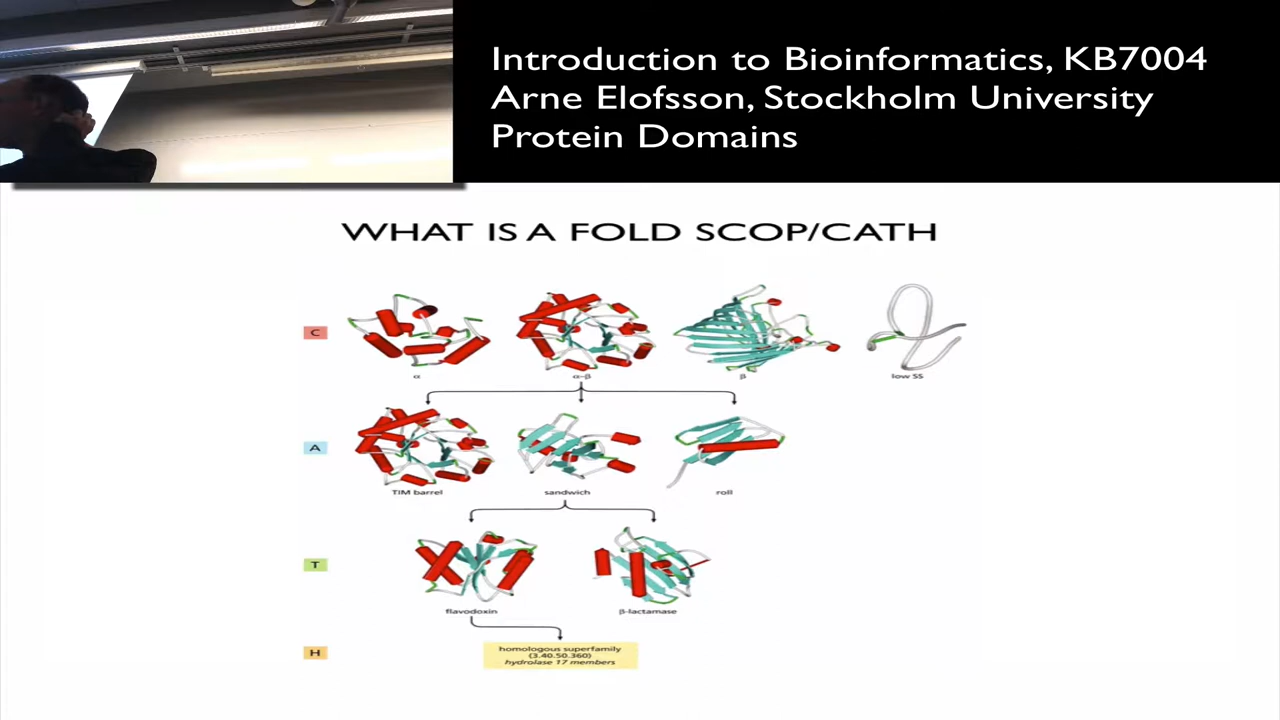 Introduction to Bioinformatics, KB7004
Arne Elofsson, Stockholm University
Protein Domains
WHAT IS A FOLD SCOP/CATH
C
α
α-β
β
low SS
A
TIM barrel
sandwich
roll
T
flavodoxin
β-lactamase
H
homologous superfamily
(3.40.50.360)
hydrolase 17 members